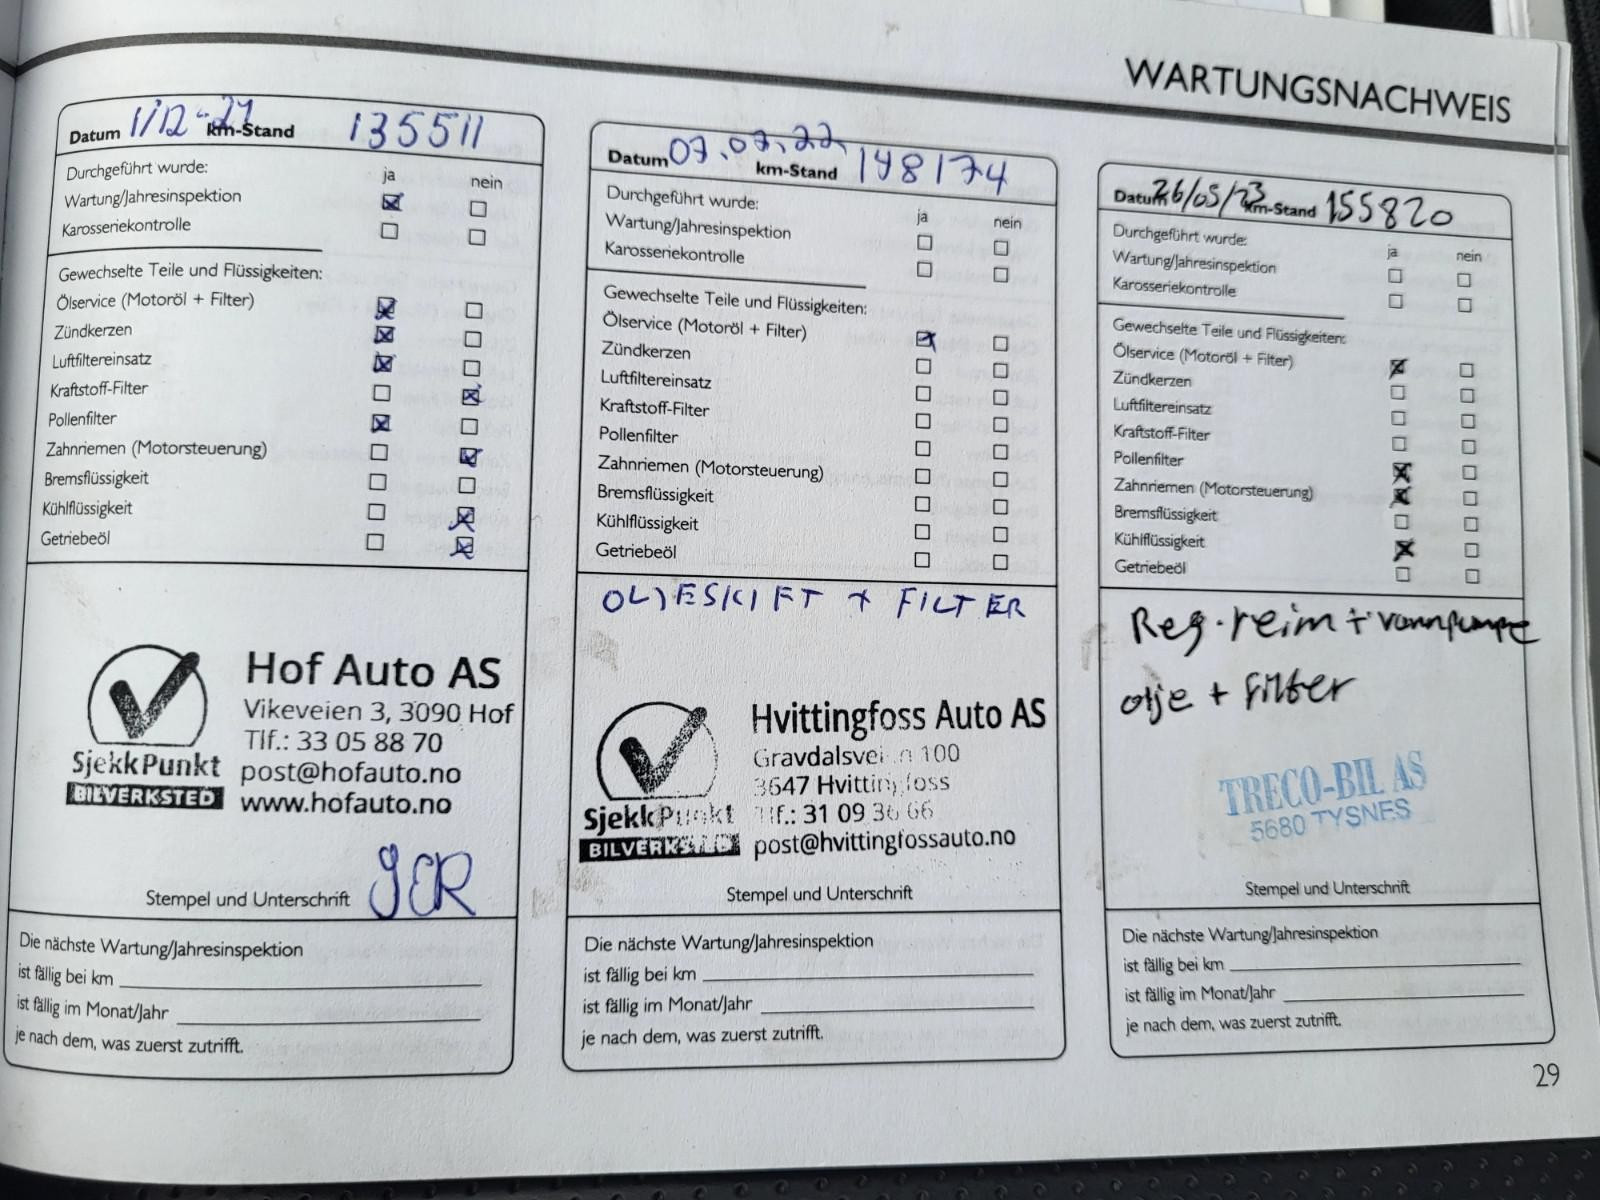 WARTUNGSNACHWEIS
Datum 1/12-21 km-Stand 135511
Durchgeführt wurde:
ja nein
Wartung/Jahresinspektion
Karosseriekontrolle
Gewechselte Teile und Flüssigkeiten:
Ölservice (Motoröl + Filter)
Zündkerzen
Luftfiltereinsatz
Kraftstoff-Filter
Pollenfilter
Zahnriemen (Motorsteuerung)
Bremsflüssigkeit
Kühlflüssigkeit
Getriebeöl
Hof Auto AS
Vikeveien 3, 3090 Hof
Tlf.: 33 05 88 70
post@hofauto.no
www.hofauto.no
SjekkPunkt
BILVERKSTED
Stempel und Unterschrift
Die nächste Wartung/Jahresinspektion
ist fällig bei km
ist fällig im Monat/Jahr
je nach dem, was zuerst zutrifft.
Datum 07.07.22 km-Stand 148174
Durchgeführt wurde:
ja nein
Wartung/Jahresinspektion
Karosseriekontrolle
Gewechselte Teile und Flüssigkeiten:
Ölservice (Motoröl + Filter)
Zündkerzen
Luftfiltereinsatz
Kraftstoff-Filter
Pollenfilter
Zahnriemen (Motorsteuerung)
Bremsflüssigkeit
Kühlflüssigkeit
Getriebeöl
OLJESKIFT + FILTER
Hvittingfoss Auto AS
Gravdalsveien 100
3647 Hvittingfoss
Tlf.: 31 09 36 66
post@hvittingfossauto.no
SjekkPunkt
BILVERKSTED
Stempel und Unterschrift
Die nächste Wartung/Jahresinspektion
ist fällig bei km
ist fällig im Monat/Jahr
je nach dem, was zuerst zutrifft.
Datum 26/05/23 km-Stand 155820
Durchgeführt wurde:
ja nein
Wartung/Jahresinspektion
Karosseriekontrolle
Gewechselte Teile und Flüssigkeiten:
Ölservice (Motoröl + Filter)
Zündkerzen
Luftfiltereinsatz
Kraftstoff-Filter
Pollenfilter
Zahnriemen (Motorsteuerung)
Bremsflüssigkeit
Kühlflüssigkeit
Getriebeöl
Reg.reim + vannpumpe
olje + filter
TRECO-BIL AS
5680 TYSNES
Stempel und Unterschrift
Die nächste Wartung/Jahresinspektion
ist fällig bei km
ist fällig im Monat/Jahr
je nach dem, was zuerst zutrifft.
29